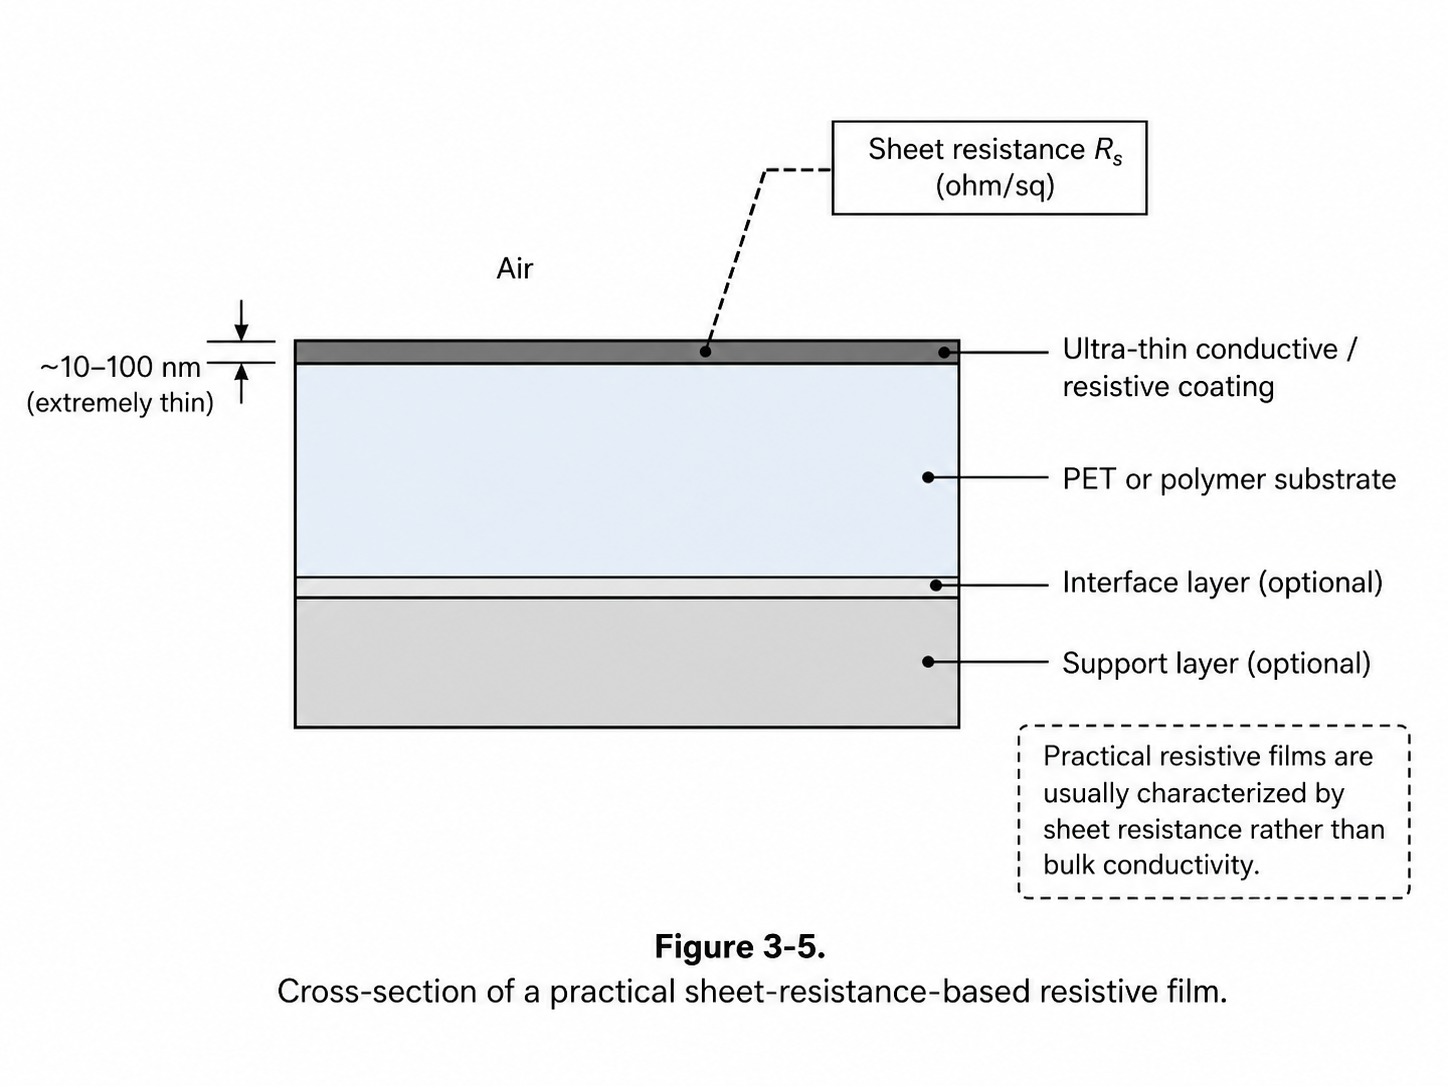 Sheet resistance Rs
(ohm/sq)
Air
~10–100 nm
(extremely thin)
Ultra-thin conductive /
resistive coating
PET or polymer substrate
Interface layer (optional)
Support layer (optional)
Practical resistive films are
usually characterized by
sheet resistance rather than
bulk conductivity.
Figure 3-5.
Cross-section of a practical sheet-resistance-based resistive film.